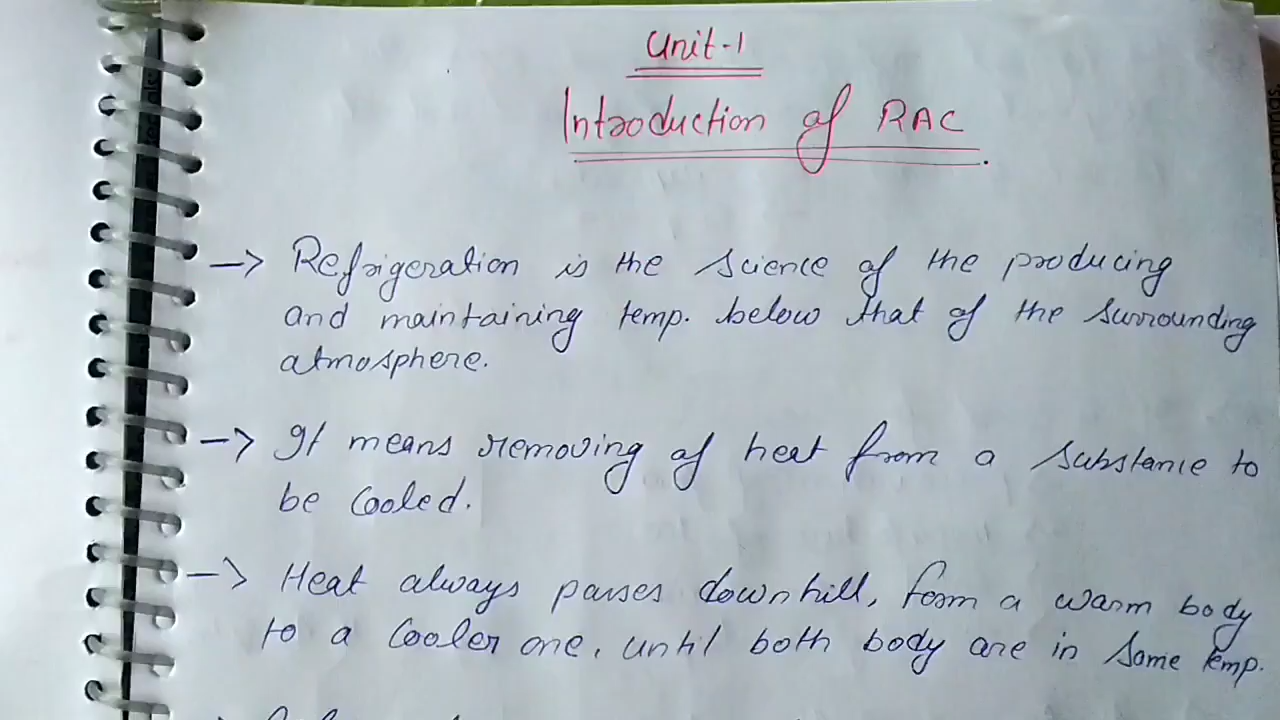 Unit-1
Introduction of RAC
→ Refrigeration is the science of the producing
and maintaining temp. below that of the surrounding
atmosphere.
→ It means removing of heat from a substance to
be cooled.
→ Heat always passes downhill, form a warm body
to a cooler one, until both body are in same temp.